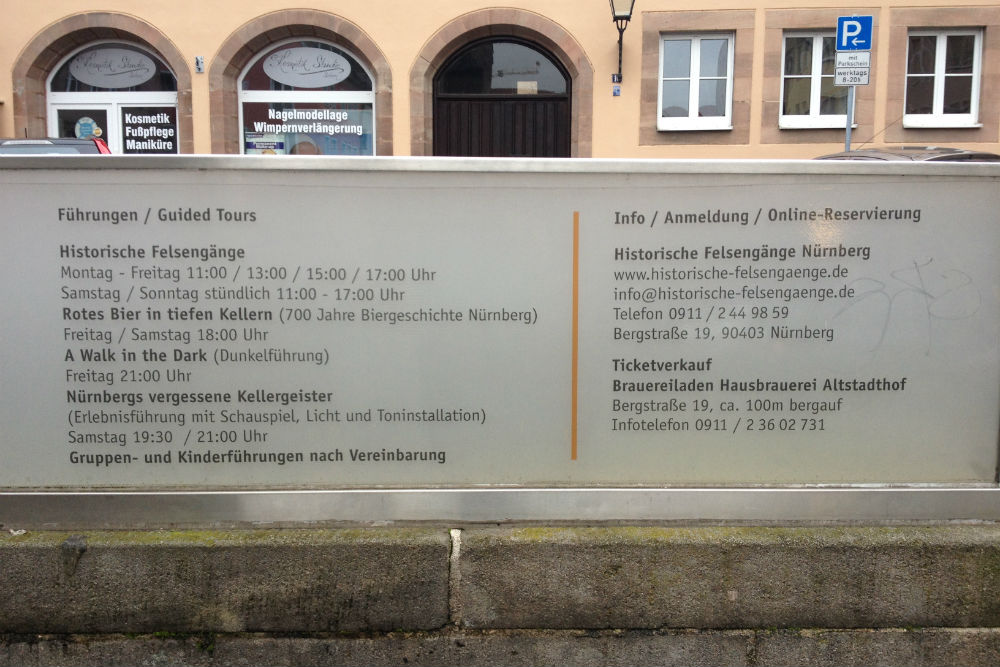 Kosmetik Studio
Kosmetik
Fußpflege
Maniküre
Kosmetik Studio
Nagelmodellage
Wimpernverlängerung
P
mit
Parkschein
werktags
8-20h
Führungen / Guided Tours
Historische Felsengänge
Montag - Freitag 11:00 / 13:00 / 15:00 / 17:00 Uhr
Samstag / Sonntag stündlich 11:00 - 17:00 Uhr
Rotes Bier in tiefen Kellern (700 Jahre Biergeschichte Nürnberg)
Freitag / Samstag 18:00 Uhr
A Walk in the Dark (Dunkelführung)
Freitag 21:00 Uhr
Nürnbergs vergessene Kellergeister
(Erlebnisführung mit Schauspiel, Licht und Toninstallation)
Samstag 19:30 / 21:00 Uhr
Gruppen- und Kinderführungen nach Vereinbarung
Info / Anmeldung / Online-Reservierung
Historische Felsengänge Nürnberg
www.historische-felsengaenge.de
info@historische-felsengaenge.de
Telefon 0911 / 2 44 98 59
Bergstraße 19, 90403 Nürnberg
Ticketverkauf
Brauereiladen Hausbrauerei Altstadthof
Bergstraße 19, ca. 100m bergauf
Infotelefon 0911 / 2 36 02 731